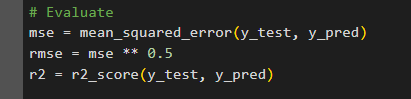 # Evaluate
mse = mean_squared_error(y_test, y_pred)
rmse = mse ** 0.5
r2 = r2_score(y_test, y_pred)